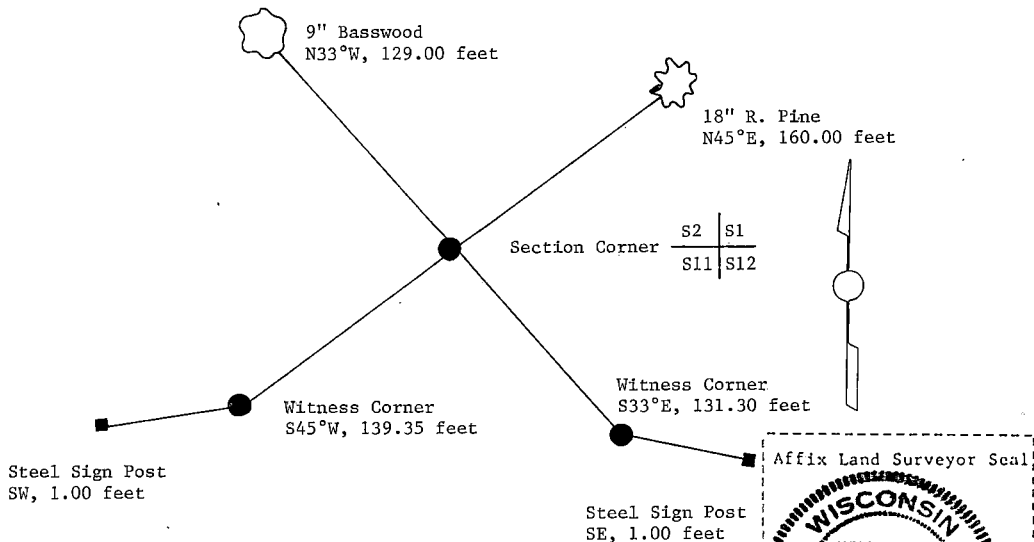 9" Basswood
N33°W, 129.00 feet
18" R. Pine
N45°E, 160.00 feet
Section Corner
S2 S1
S11 S12
Witness Corner
S45°W, 139.35 feet
Witness Corner
S33°E, 131.30 feet
Steel Sign Post
SW, 1.00 feet
Steel Sign Post
SE, 1.00 feet
Affix Land Surveyor Seal
WISCONSIN